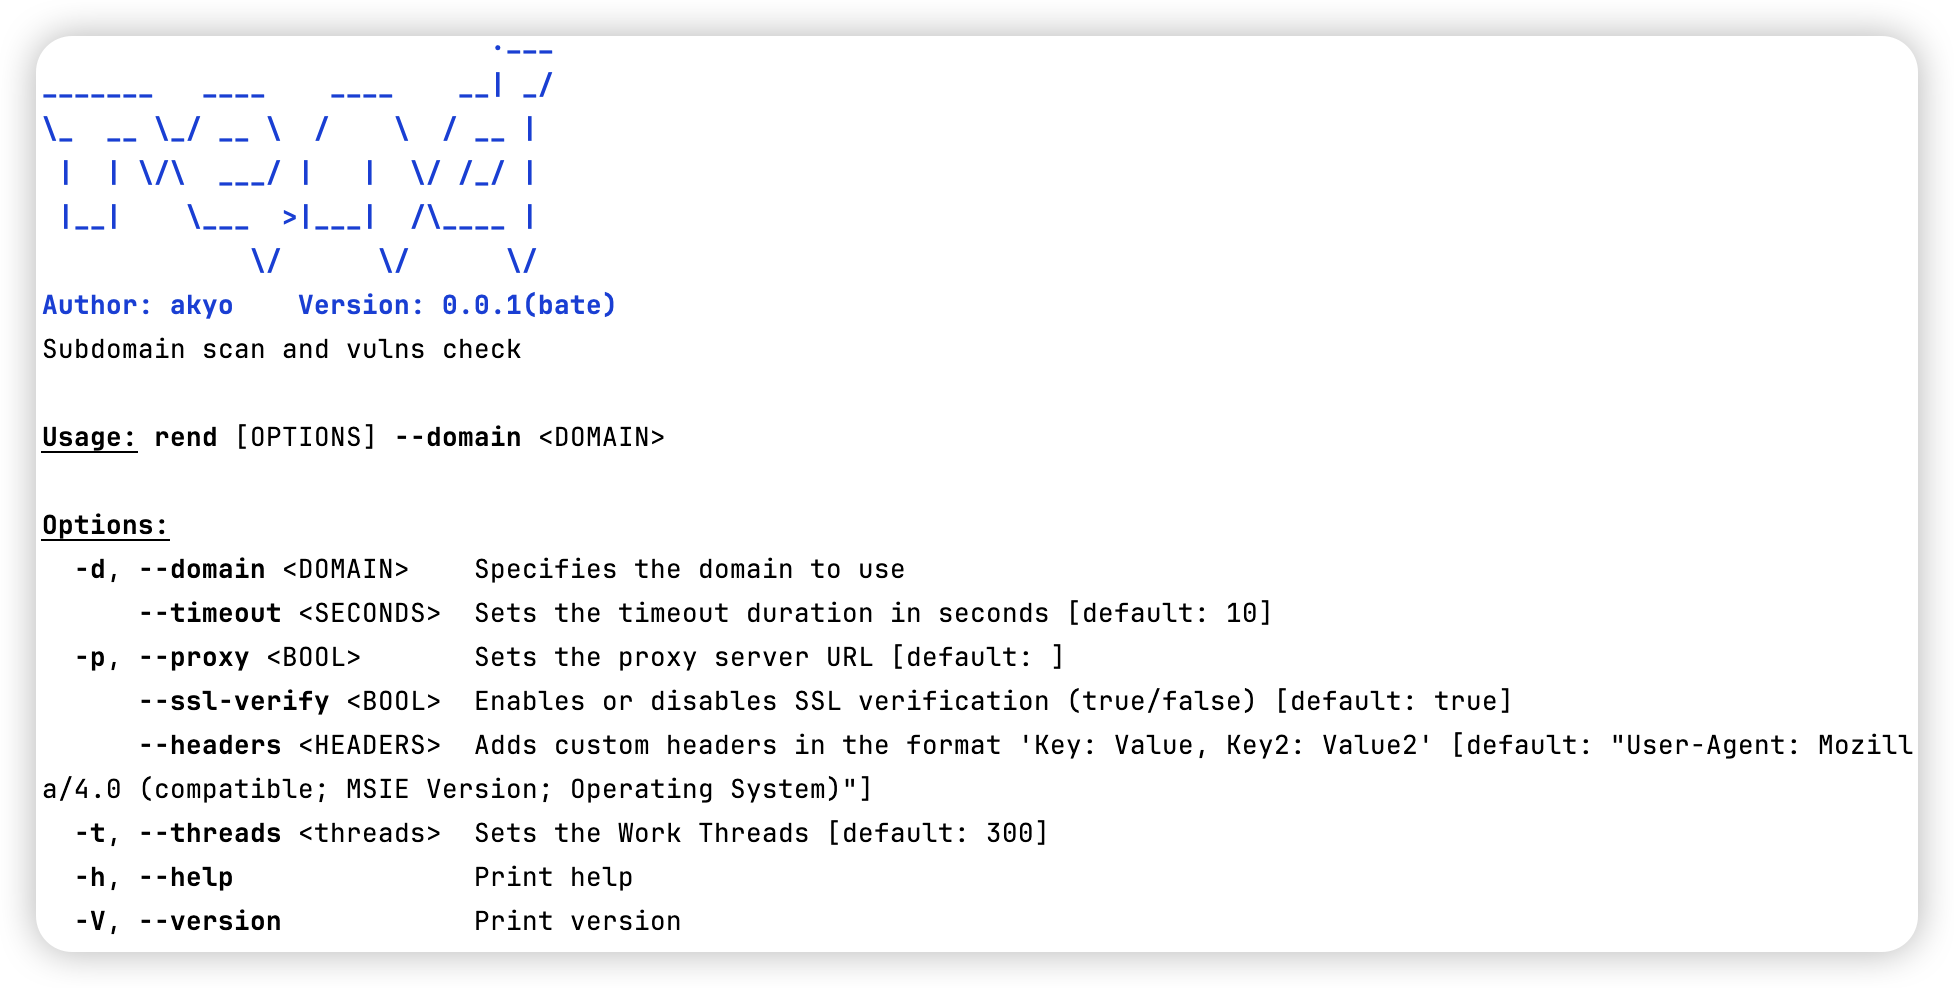 .___
_______   ____    ____    __| _/
\_  __ \_/ __ \  /    \  / __ |
 |  | \/\  ___/ |   |  \/ /_/ |
 |__|    \___  >|___|  /\____ |
             \/      \/      \/
Author: akyo    Version: 0.0.1(bate)
Subdomain scan and vulns check

Usage: rend [OPTIONS] --domain <DOMAIN>

Options:
  -d, --domain <DOMAIN>    Specifies the domain to use
      --timeout <SECONDS>  Sets the timeout duration in seconds [default: 10]
  -p, --proxy <BOOL>       Sets the proxy server URL [default: ]
      --ssl-verify <BOOL>  Enables or disables SSL verification (true/false) [default: true]
      --headers <HEADERS>  Adds custom headers in the format 'Key: Value, Key2: Value2' [default: "User-Agent: Mozill
a/4.0 (compatible; MSIE Version; Operating System)"]
  -t, --threads <threads>  Sets the Work Threads [default: 300]
  -h, --help               Print help
  -V, --version            Print version